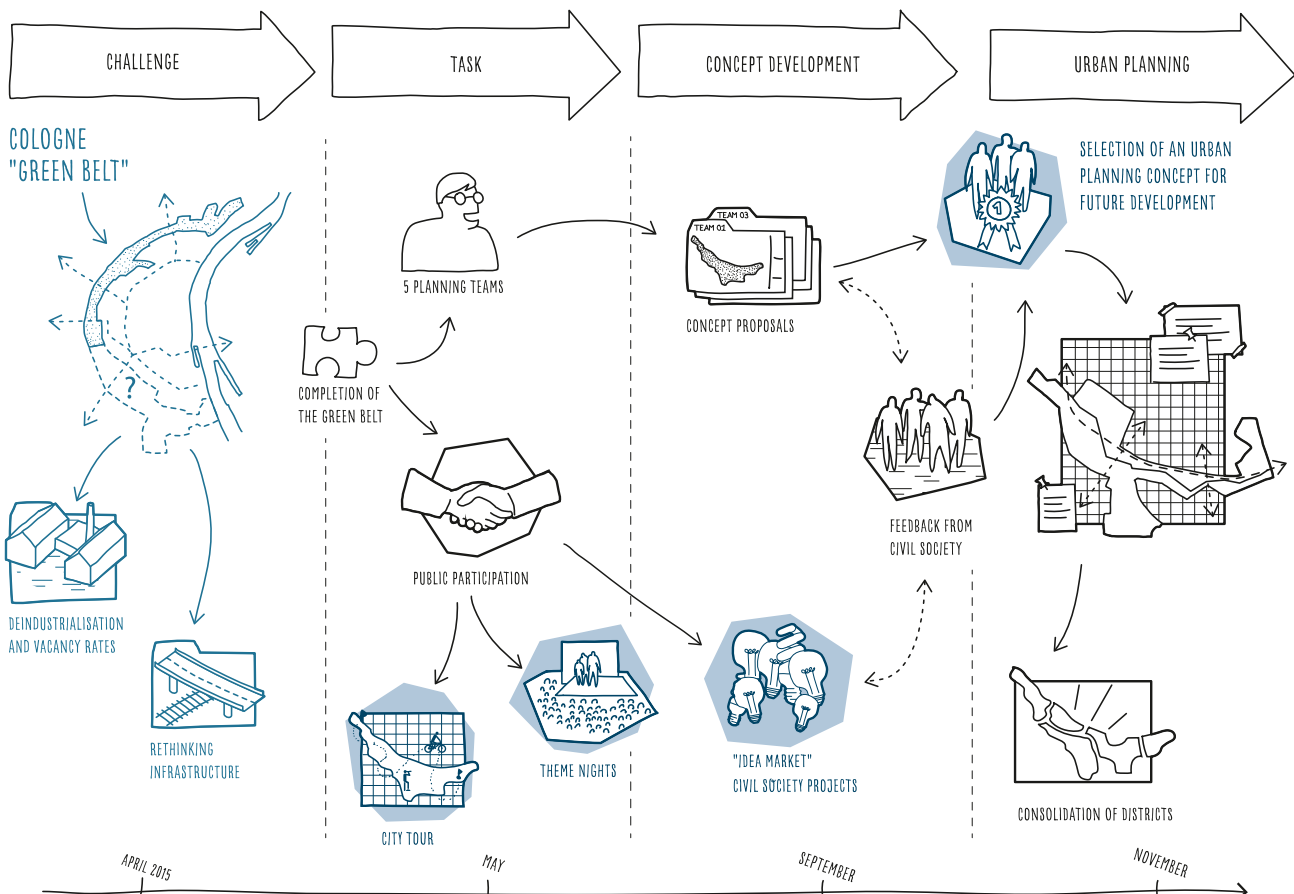 CHALLENGE
TASK
CONCEPT DEVELOPMENT
URBAN PLANNING
COLOGNE
"GREEN BELT"
?
DEINDUSTRIALISATION
AND VACANCY RATES
RETHINKING
INFRASTRUCTURE
5 PLANNING TEAMS
COMPLETION OF
THE GREEN BELT
PUBLIC PARTICIPATION
CITY TOUR
THEME NIGHTS
TEAM 03
TEAM 01
CONCEPT PROPOSALS
FEEDBACK FROM
CIVIL SOCIETY
"IDEA MARKET"
CIVIL SOCIETY PROJECTS
1
SELECTION OF AN URBAN
PLANNING CONCEPT FOR
FUTURE DEVELOPMENT
CONSOLIDATION OF DISTRICTS
APRIL 2015
MAY
SEPTEMBER
NOVEMBER